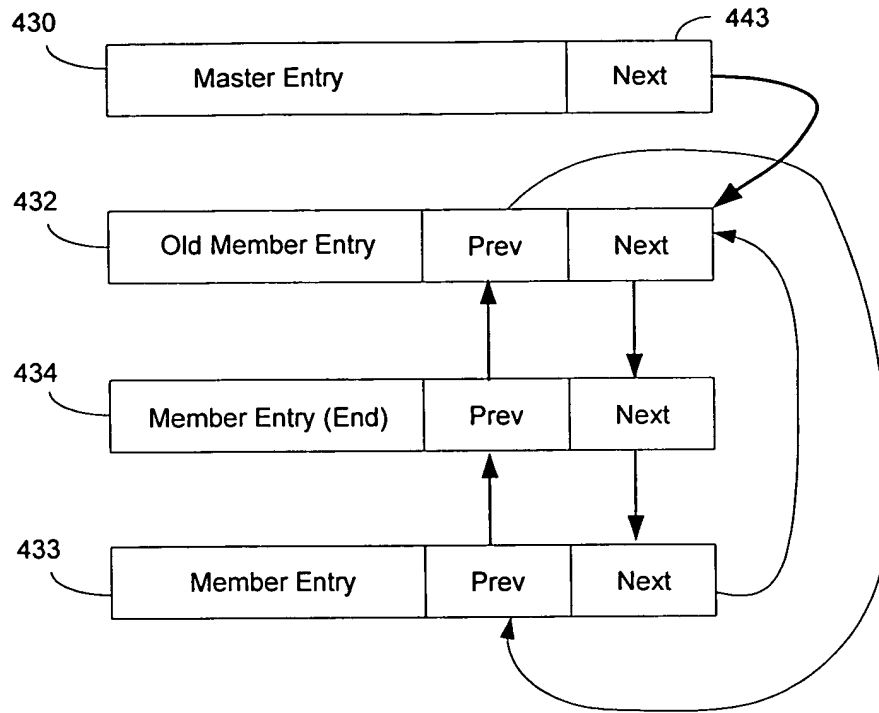 430
443
Master Entry
Next
432
Old Member Entry
Prev
Next
434
Member Entry (End)
Prev
Next
433
Member Entry
Prev
Next